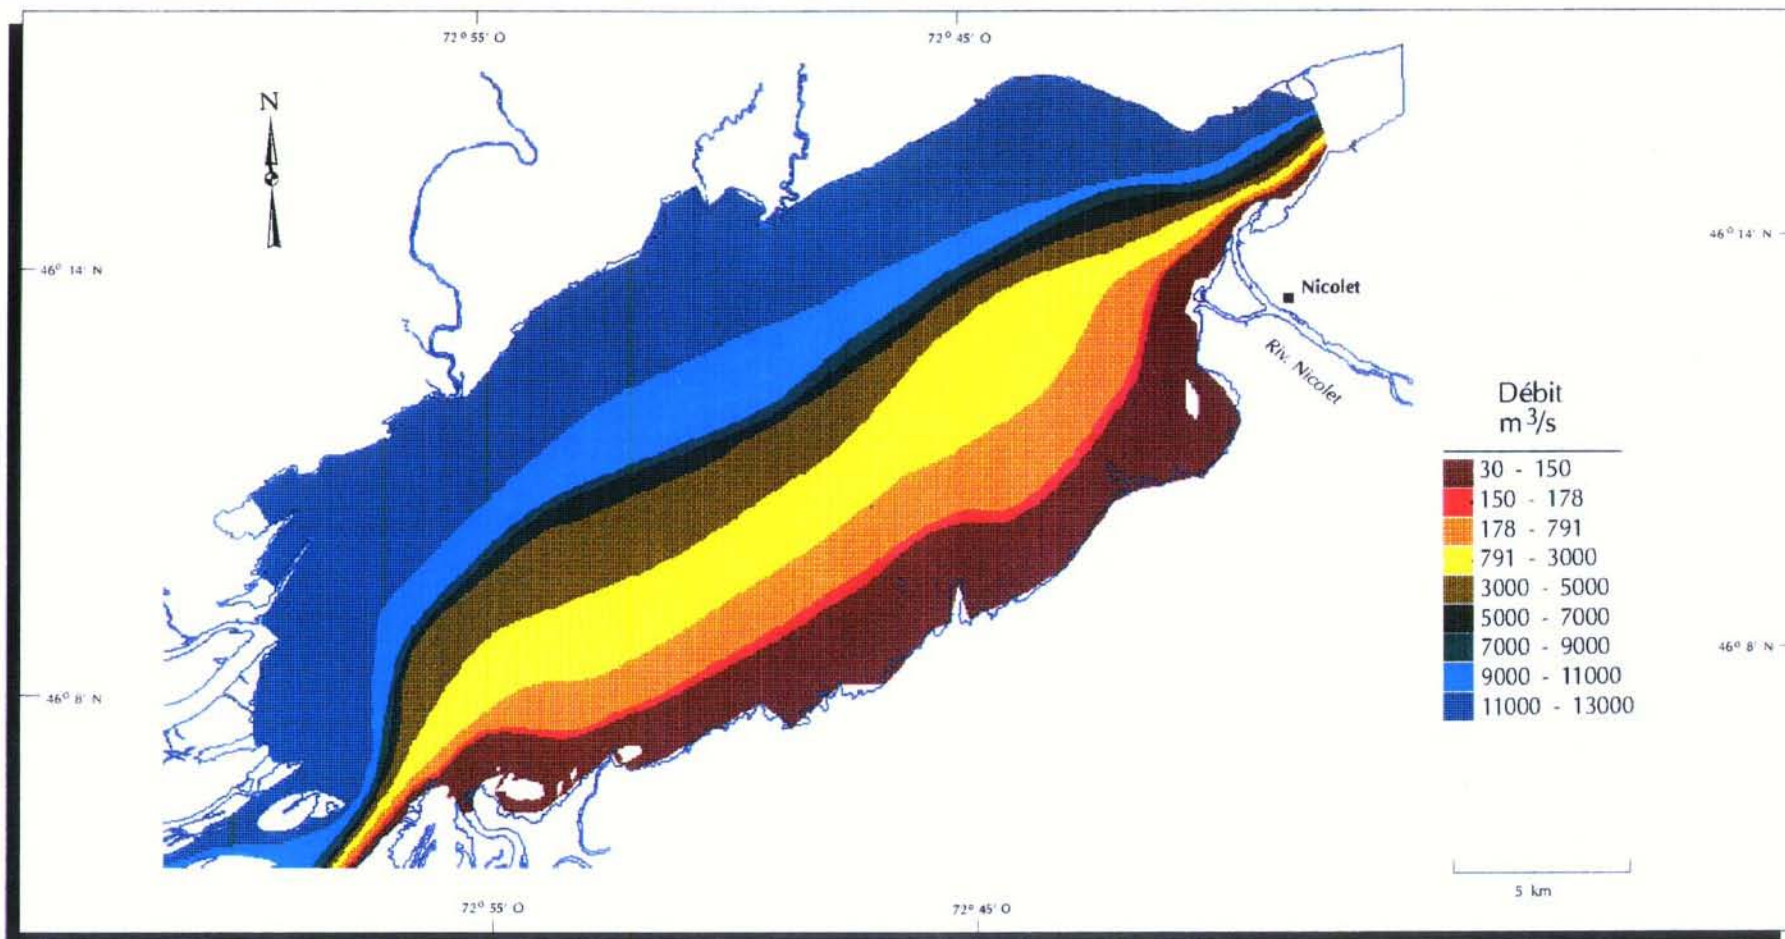 72° 55' O
72° 45' O
N
46° 14' N
46° 14' N
Nicolet
Riv. Nicolet
Débit
m³/s
30 - 150
150 - 178
178 - 791
791 - 3000
3000 - 5000
5000 - 7000
7000 - 9000
9000 - 11000
11000 - 13000
46° 8' N
46° 8' N
5 km
72° 55' O
72° 45' O